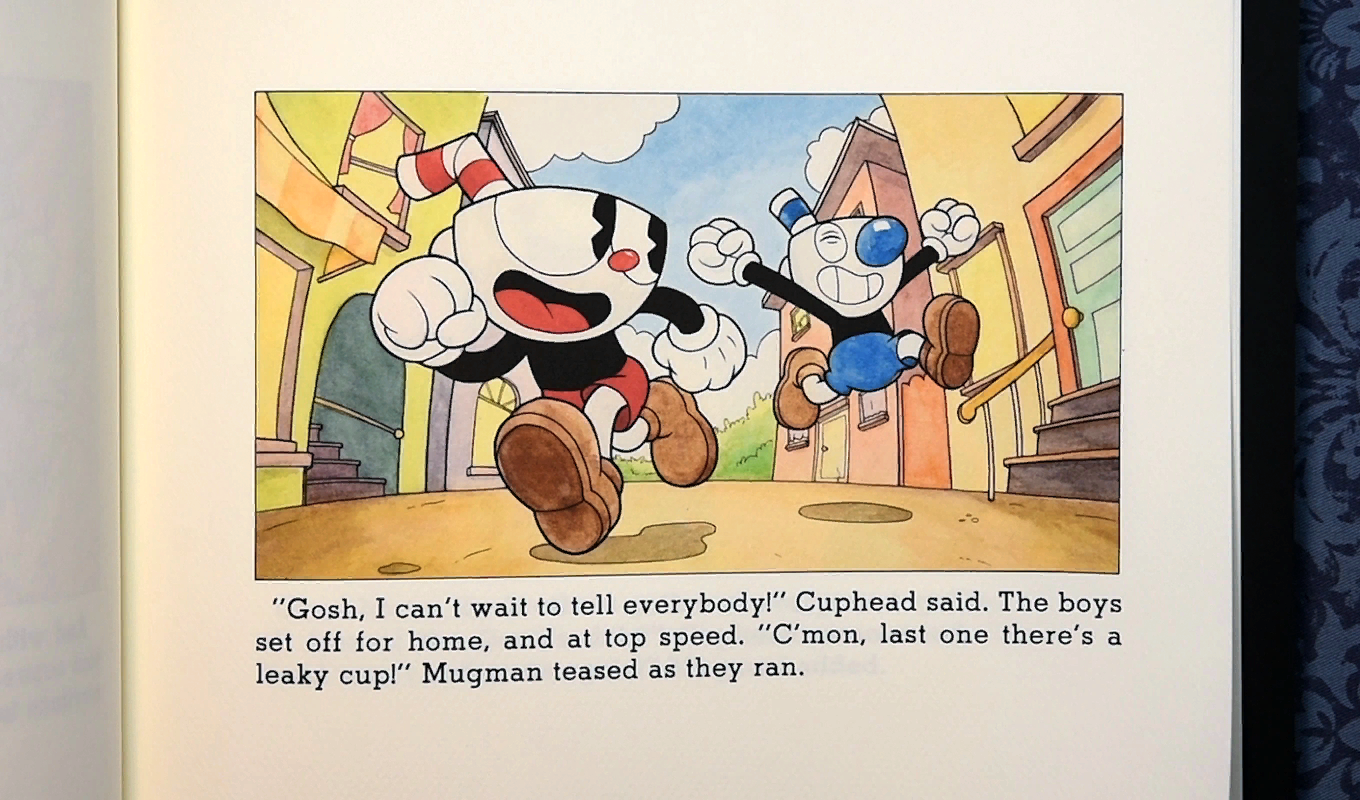 "Gosh, I can't wait to tell everybody!" Cuphead said. The boys
set off for home, and at top speed. "C'mon, last one there's a
leaky cup!" Mugman teased as they ran.